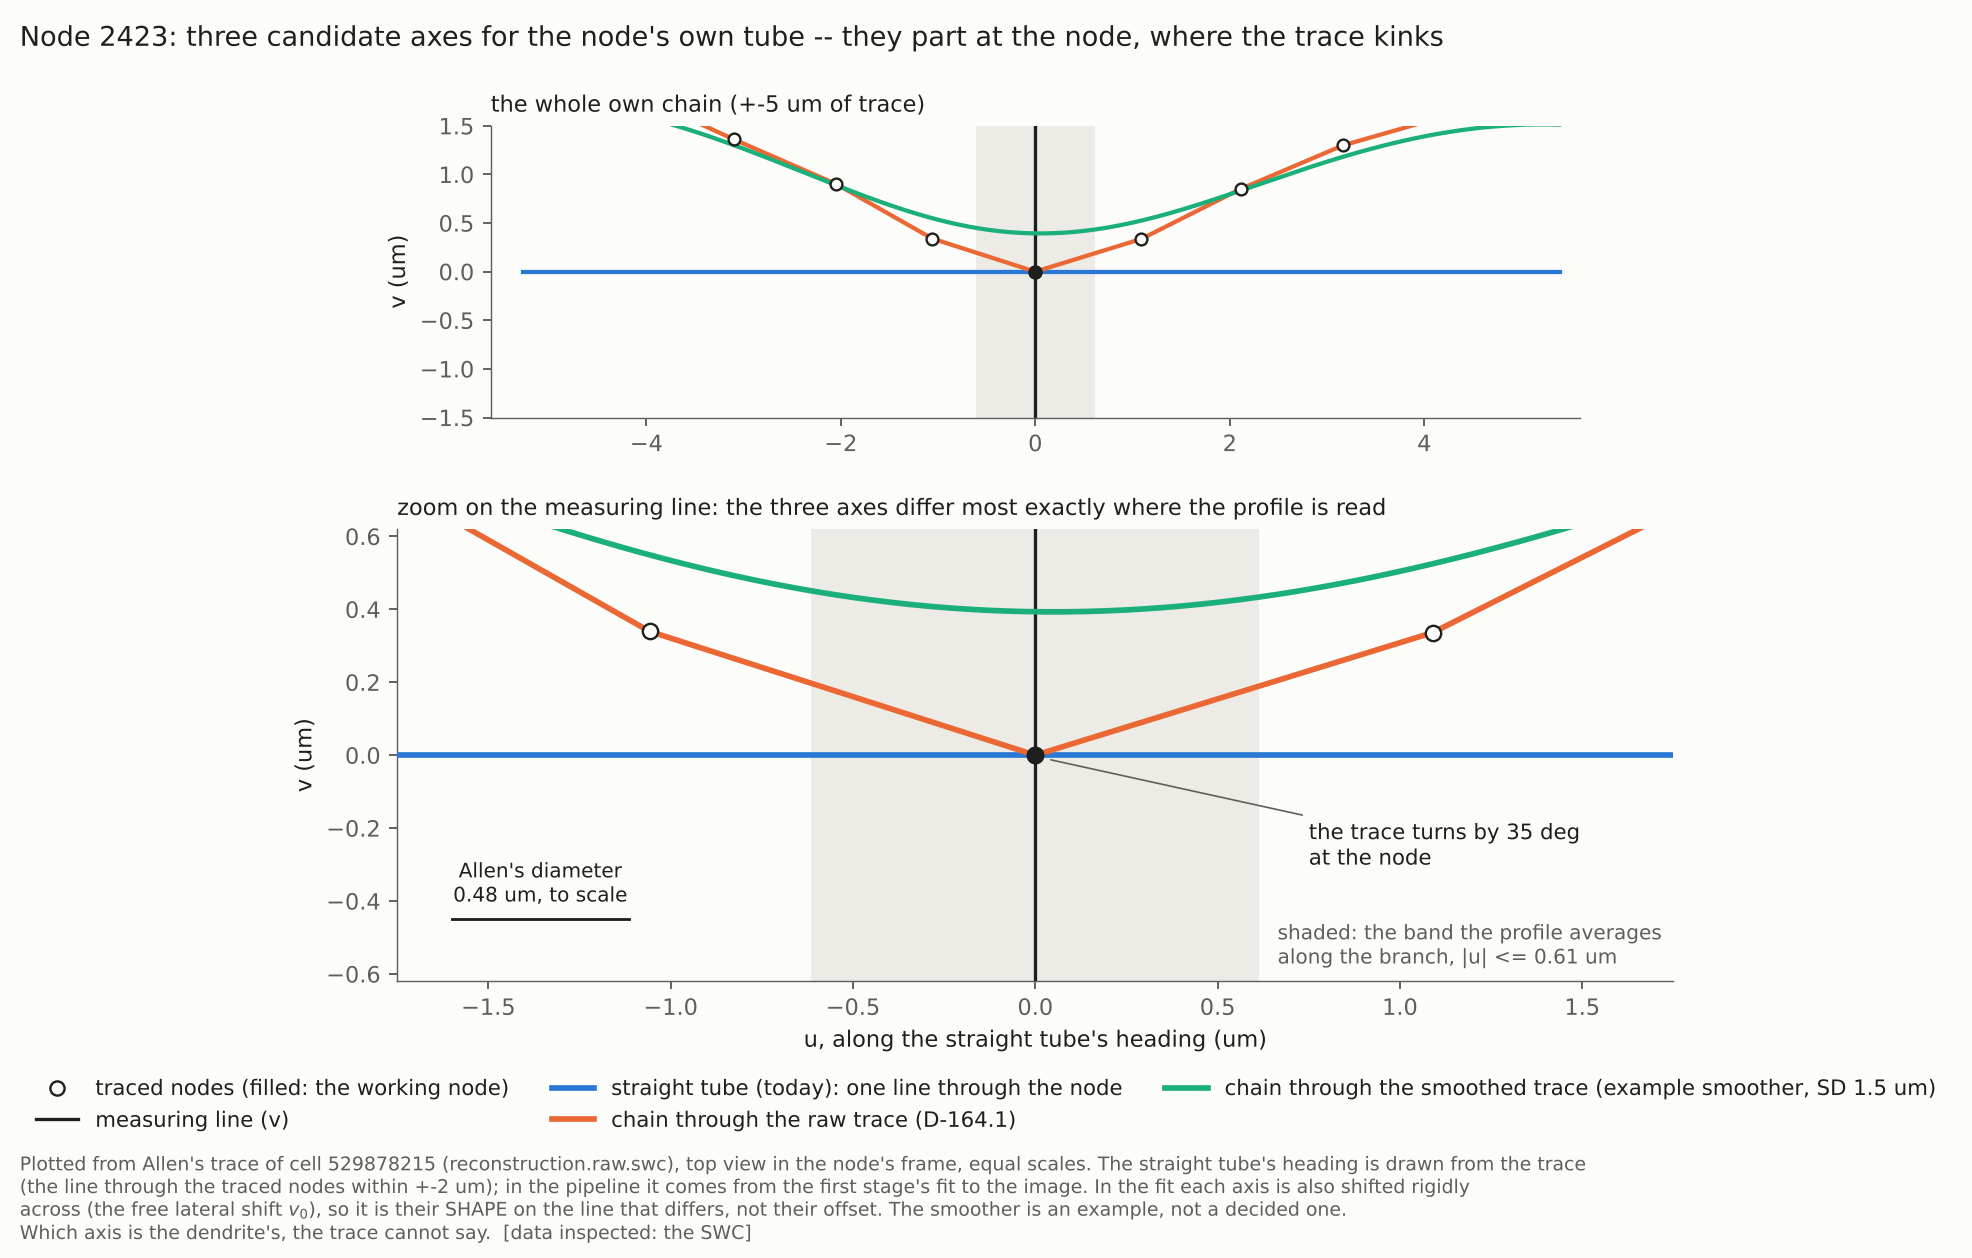 Node 2423: three candidate axes for the node's own tube -- they part at the node, where the trace kinks
the whole own chain (+-5 um of trace)
1.5
1.0
0.5
0.0
−0.5
−1.0
−1.5
v (um)
−4
−2
0
2
4
zoom on the measuring line: the three axes differ most exactly where the profile is read
0.6
0.4
0.2
0.0
−0.2
−0.4
−0.6
v (um)
the trace turns by 35 deg
at the node
Allen's diameter
0.48 um, to scale
shaded: the band the profile averages
along the branch, |u| <= 0.61 um
−1.5
−1.0
−0.5
0.0
0.5
1.0
1.5
u, along the straight tube's heading (um)
traced nodes (filled: the working node)
straight tube (today): one line through the node
chain through the smoothed trace (example smoother, SD 1.5 um)
measuring line (v)
chain through the raw trace (D-164.1)
Plotted from Allen's trace of cell 529878215 (reconstruction.raw.swc), top view in the node's frame, equal scales. The straight tube's heading is drawn from the trace
(the line through the traced nodes within +-2 um); in the pipeline it comes from the first stage's fit to the image. In the fit each axis is also shifted rigidly
across (the free lateral shift v₀), so it is their SHAPE on the line that differs, not their offset. The smoother is an example, not a decided one.
Which axis is the dendrite's, the trace cannot say.  [data inspected: the SWC]